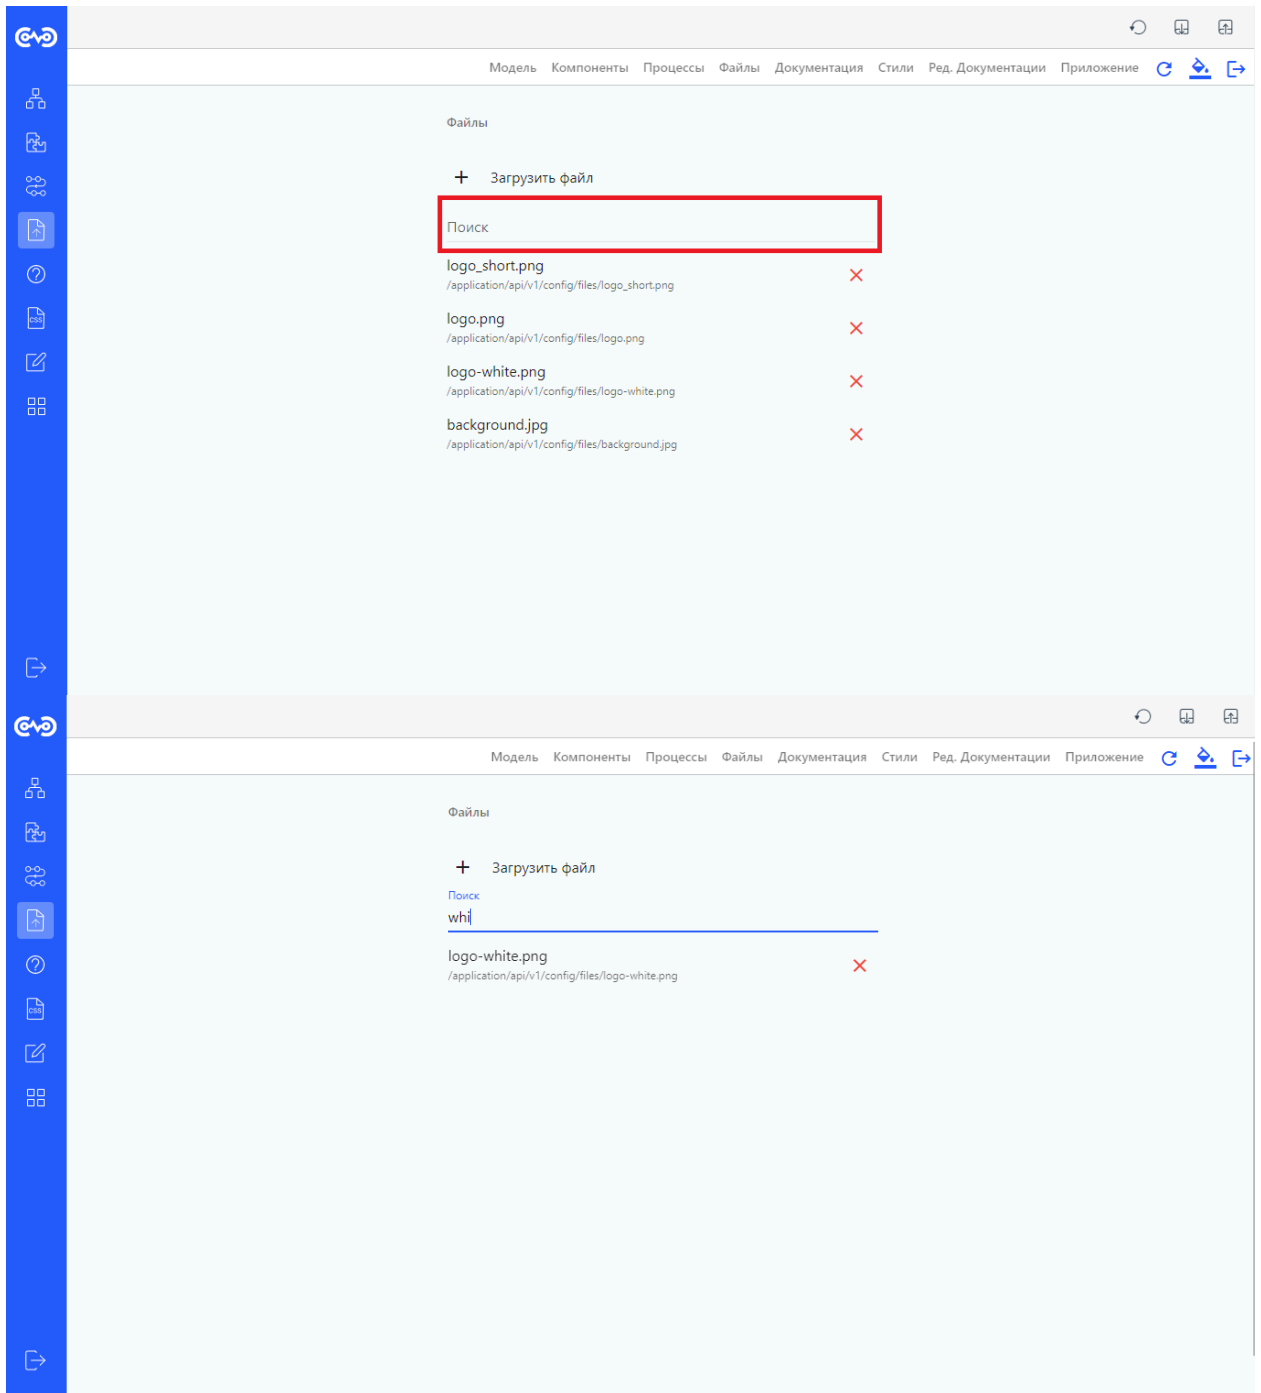 Модель Компоненты Процессы Файлы Документация Стили Ред. Документации Приложение
Файлы
Загрузить файл
Поиск
logo_short.png
/application/api/v1/config/files/logo_short.png
logo.png
/application/api/v1/config/files/logo.png
logo-white.png
/application/api/v1/config/files/logo-white.png
background.jpg
/application/api/v1/config/files/background.jpg
CSS
Модель Компоненты Процессы Файлы Документация Стили Ред. Документации Приложение
Файлы
Загрузить файл
Поиск
whi
logo-white.png
/application/api/v1/config/files/logo-white.png
CSS